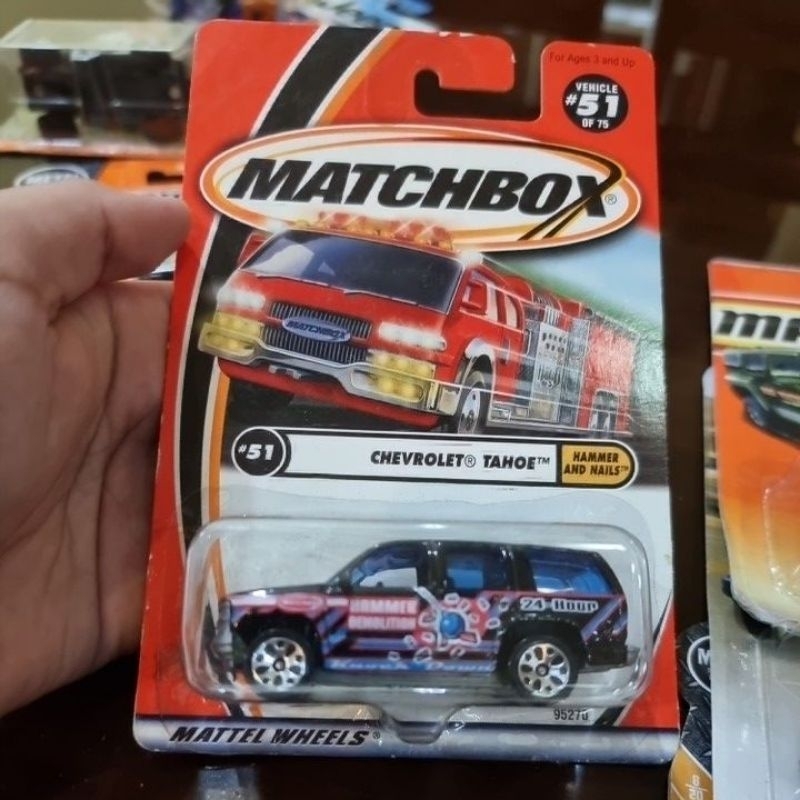 For Ages 3 and Up
VEHICLE
#51
OF 75
MATCHBOX®
MATCHBOX
#51
CHEVROLET® TAHOE™
HAMMER
AND NAILS™
HAMMER
DEMOLITION
24 HOUR
95270
MATTEL WHEELS®